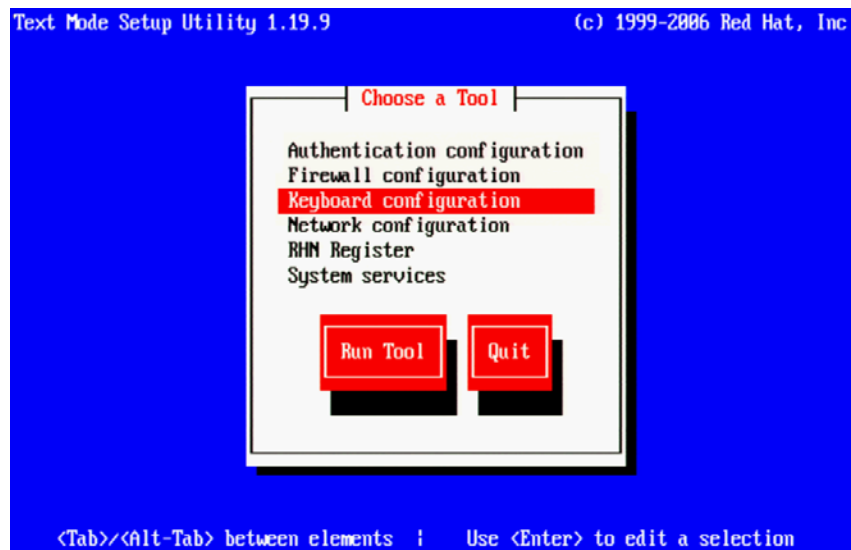 Text Mode Setup Utility 1.19.9 (c) 1999-2006 Red Hat, Inc
Choose a Tool
Authentication configuration
Firewall configuration
Keyboard configuration
Network configuration
RHN Register
System services
Run Tool Quit
<Tab>/<Alt-Tab> between elements | Use <Enter> to edit a selection